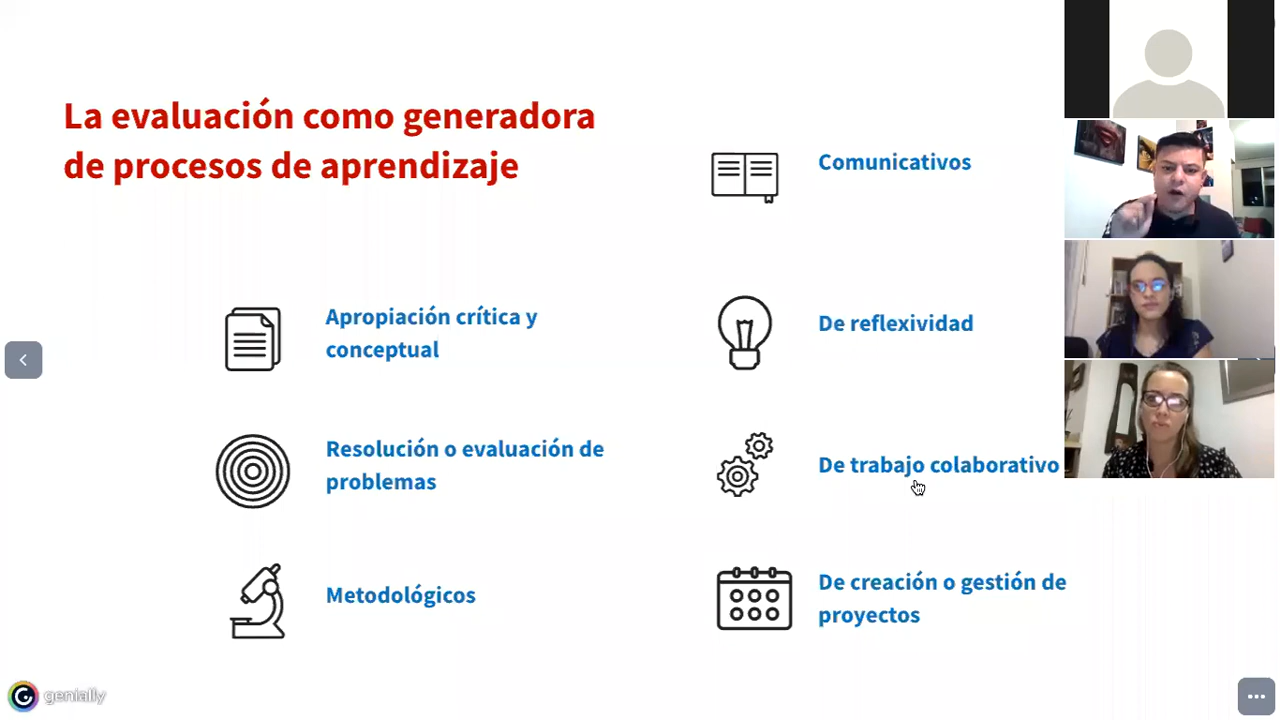 La evaluación como generadora
de procesos de aprendizaje
Apropiación crítica y
conceptual
Resolución o evaluación de
problemas
Metodológicos
Comunicativos
De reflexividad
De trabajo colaborativo
De creación o gestión de
proyectos
genially